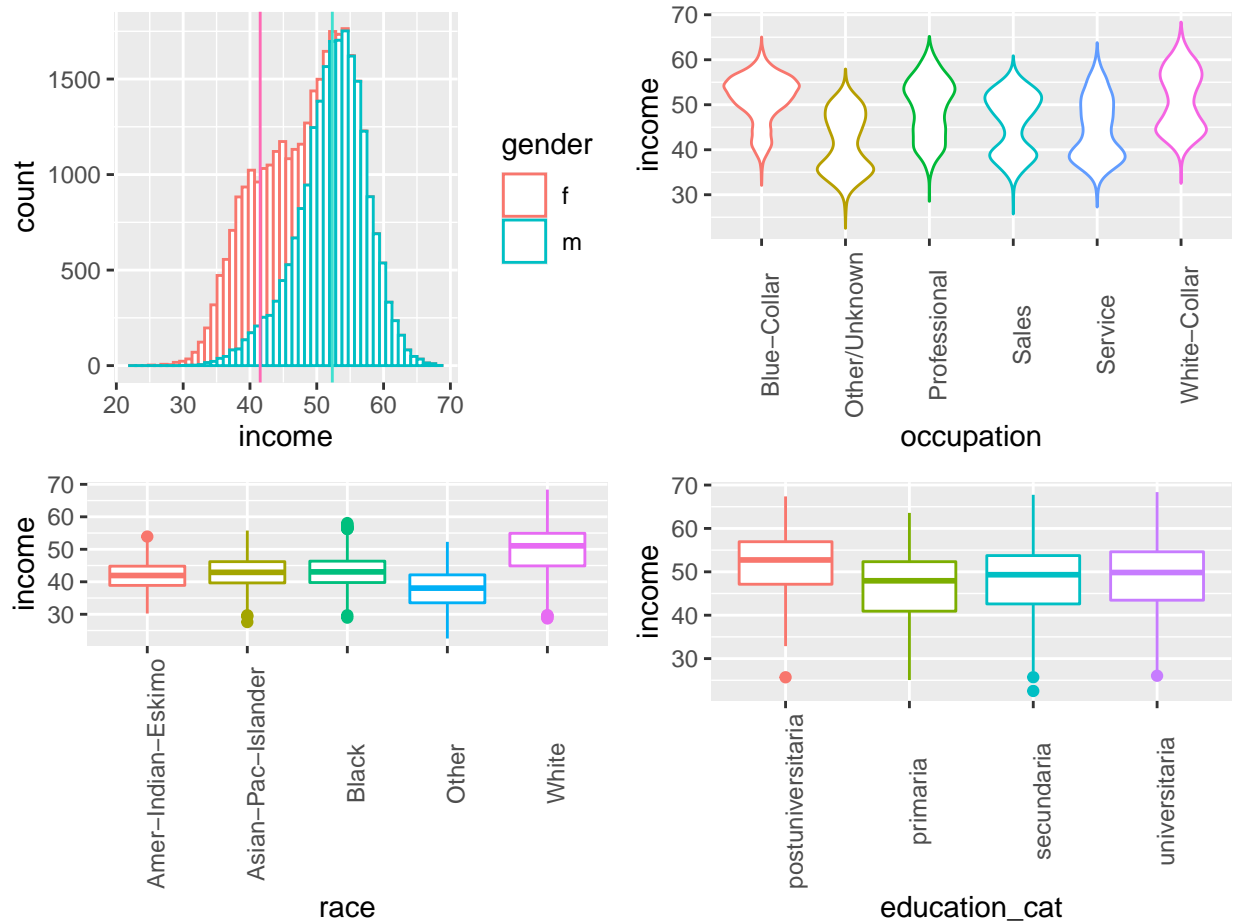 1500
1000
500
0
count
20 30 40 50 60 70
income
gender
f
m
70
60
50
40
30
income
Blue−Collar
Other/Unknown
Professional
Sales
Service
White−Collar
occupation
70
60
50
40
30
income
Amer−Indian−Eskimo
Asian−Pac−Islander
Black
Other
White
race
70
60
50
40
30
income
postuniversitaria
primaria
secundaria
universitaria
education_cat